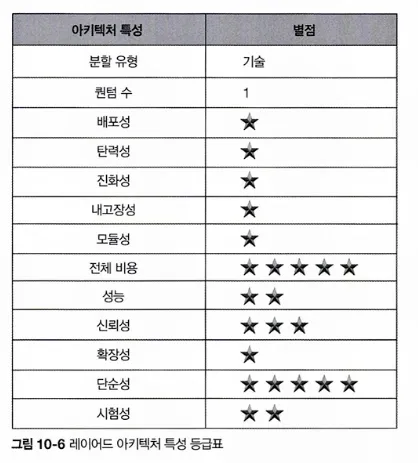 아키텍처 특성 별점
분할 유형 기술
퀀텀 수 1
배포성 ★
탄력성 ★
진화성 ★
내고장성 ★
모듈성 ★
전체 비용 ★★★★★
성능 ★★
신뢰성 ★★★
확장성 ★
단순성 ★★★★★
시험성 ★★
그림 10-6 레이어드 아키텍처 특성 등급표